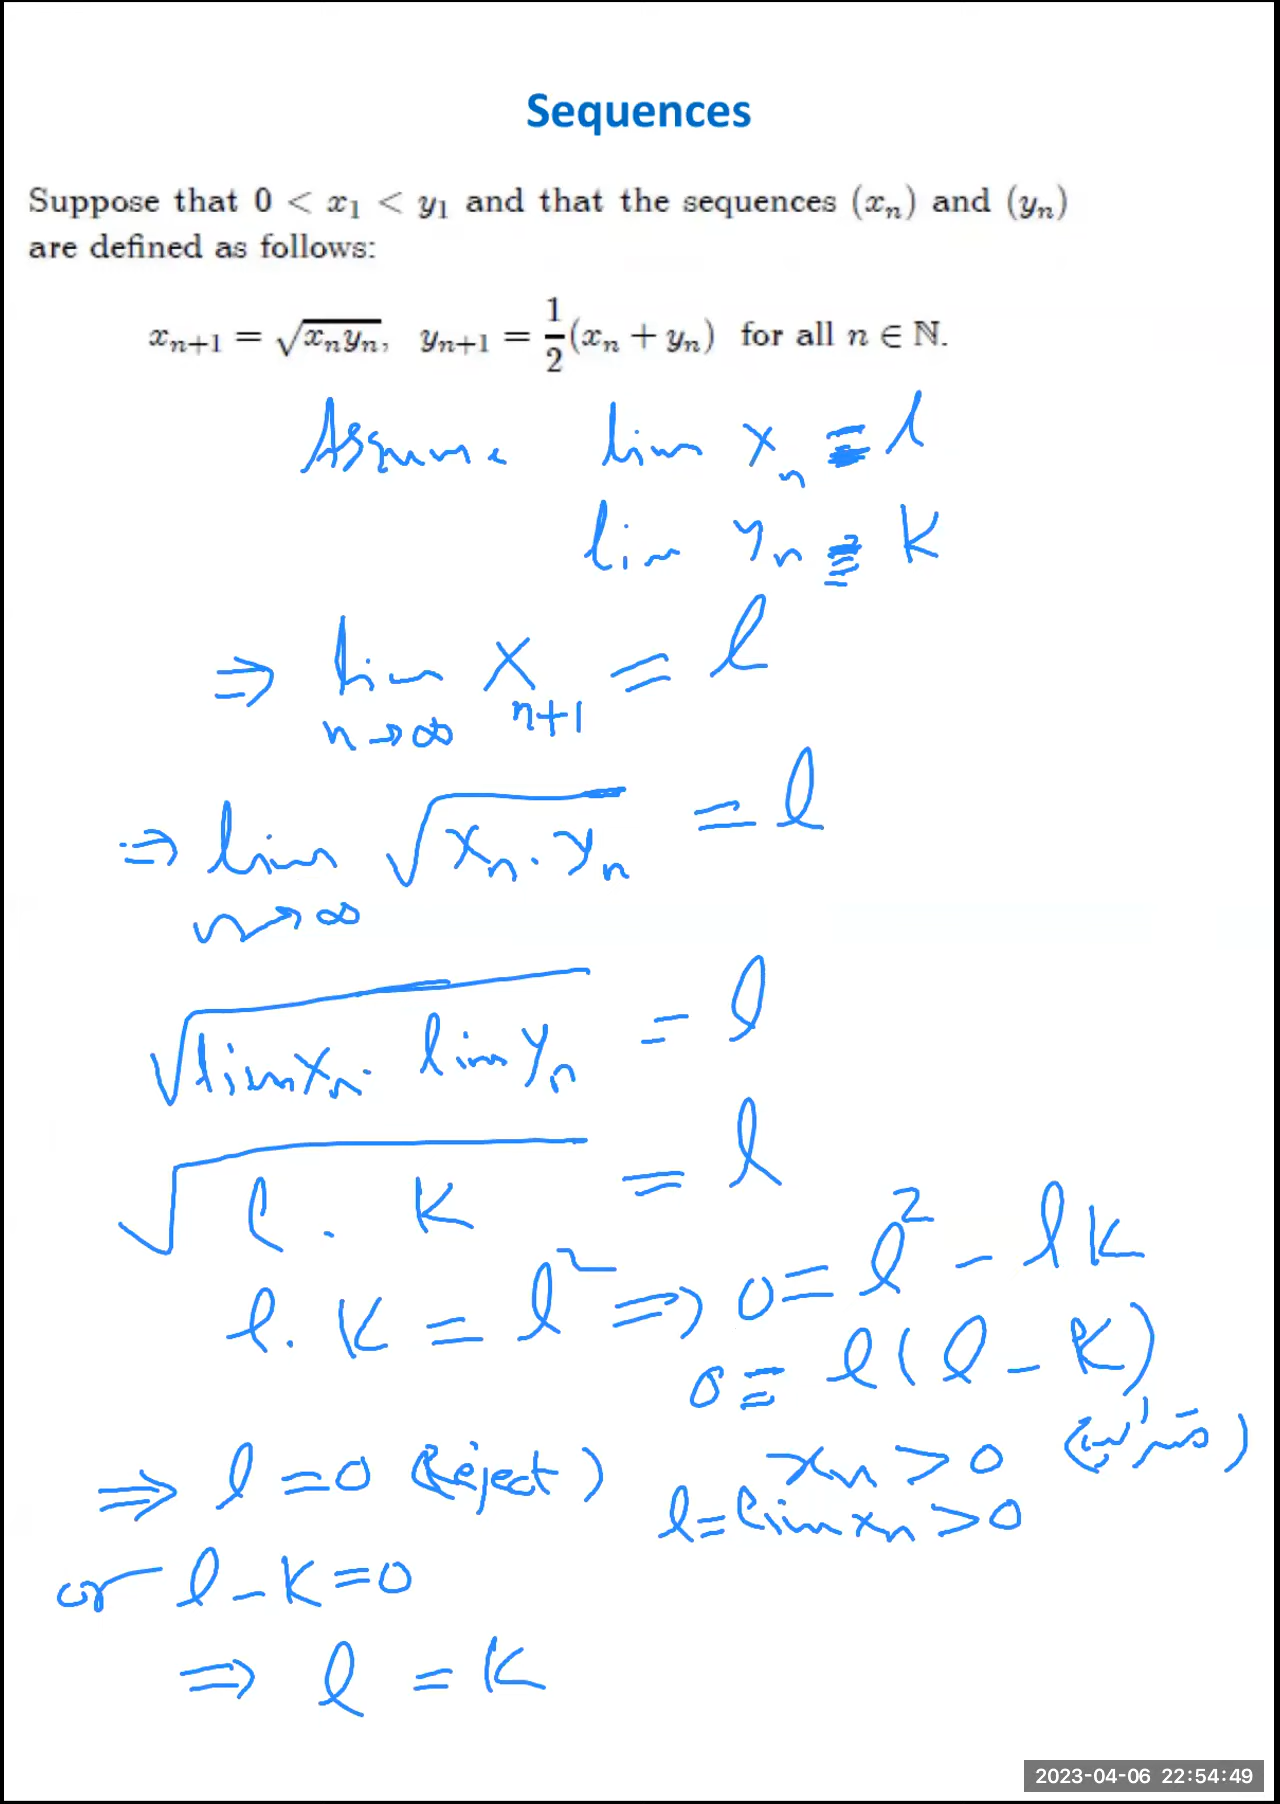 Sequences
Suppose that 0 < x₁ < y₁ and that the sequences (xₙ) and (yₙ)
are defined as follows:
xₙ₊₁ = √(xₙyₙ), yₙ₊₁ = 1/2 (xₙ + yₙ) for all n ∈ ℕ.
Assume lim xₙ = l
lim yₙ = K
⇒ lim n→∞ xₙ₊₁ = l
⇒ lim n→∞ √(xₙ · yₙ) = l
√(lim xₙ · lim yₙ) = l
√(l · K) = l
l · K = l² ⇒ 0 = l² − lK
0 = l(l − K)
⇒ l = 0 (Reject) xₙ > 0
l = lim xₙ > 0
or l − K = 0
⇒ l = K
2023-04-06 22:54:49